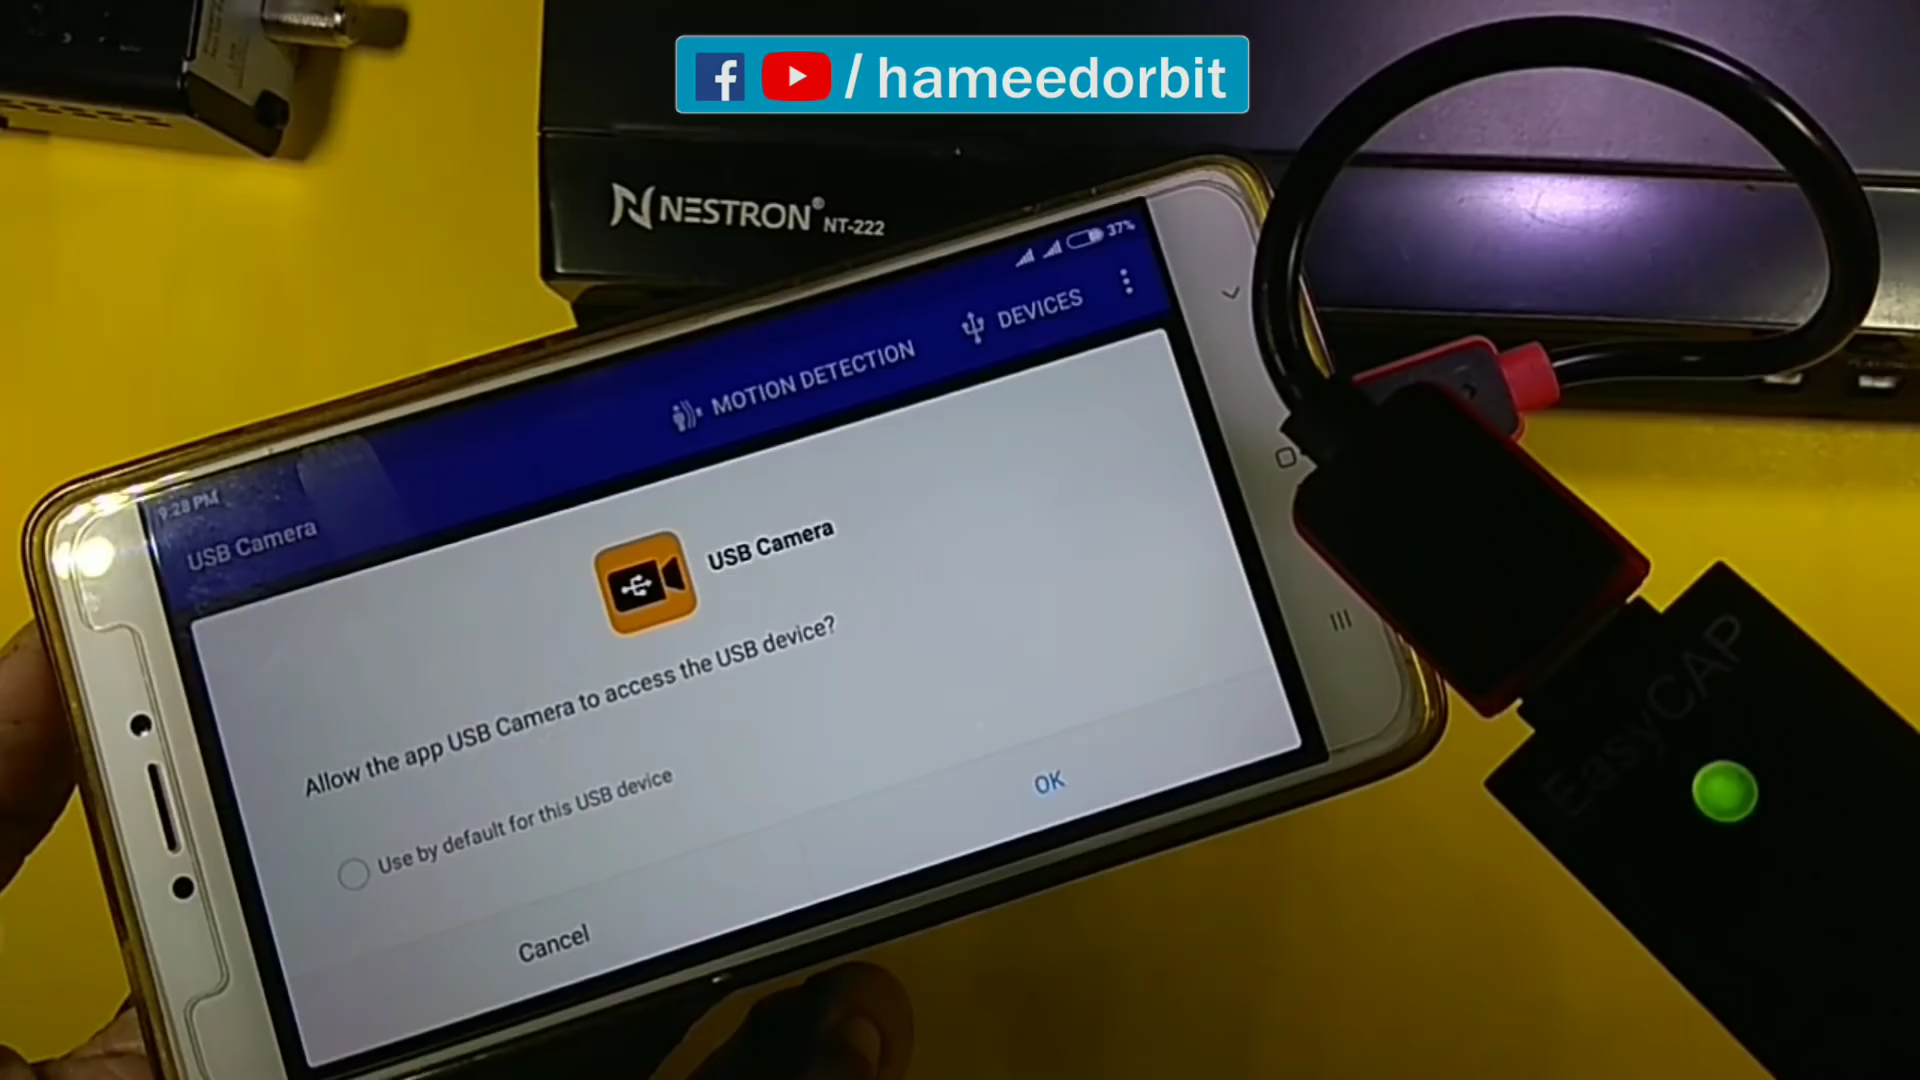 /hameedorbit
NESTRON® NT-222
37%
9:28 PM
USB Camera
MOTION DETECTION
DEVICES
USB Camera
Allow the app USB Camera to access the USB device?
Use by default for this USB device
Cancel
OK
EasyCAP